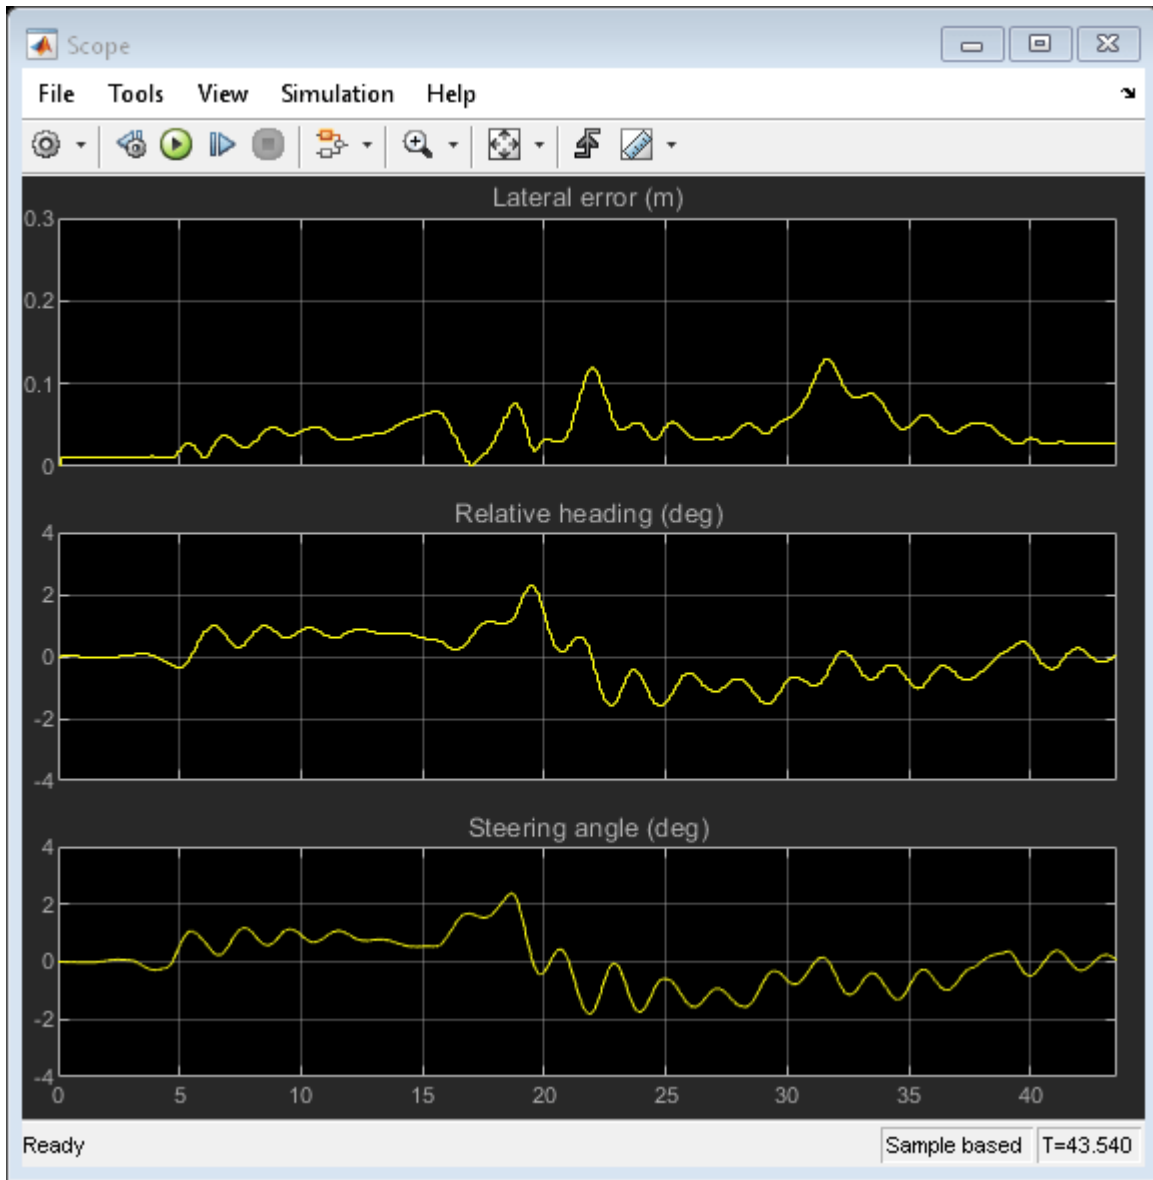 Scope
File Tools View Simulation Help
Lateral error (m)
0.3
0.2
0.1
0
Relative heading (deg)
4
2
0
-2
-4
Steering angle (deg)
4
2
0
-2
-4
0 5 10 15 20 25 30 35 40
Ready Sample based T=43.540